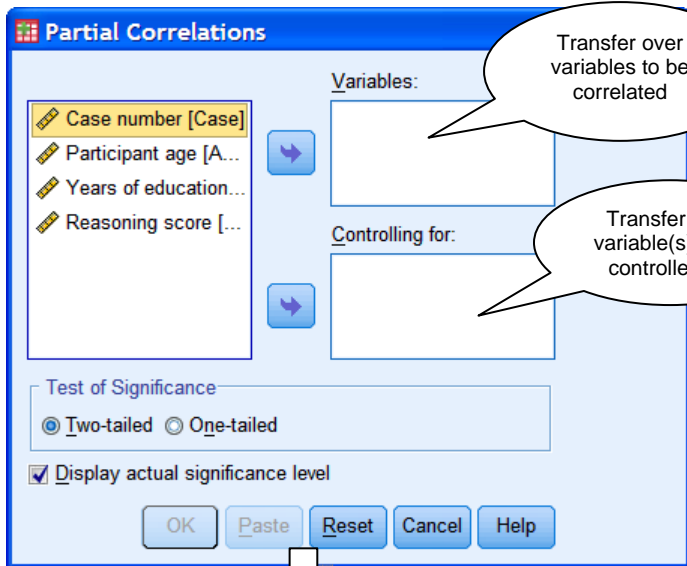 Partial Correlations
Transfer over
variables to be
correlated
Variables:
Case number [Case]
Participant age [A...
Years of education...
Reasoning score [...
Controlling for:
Transfer
variable(s
controlle
Test of Significance
Two-tailed One-tailed
Display actual significance level
OK Paste Reset Cancel Help